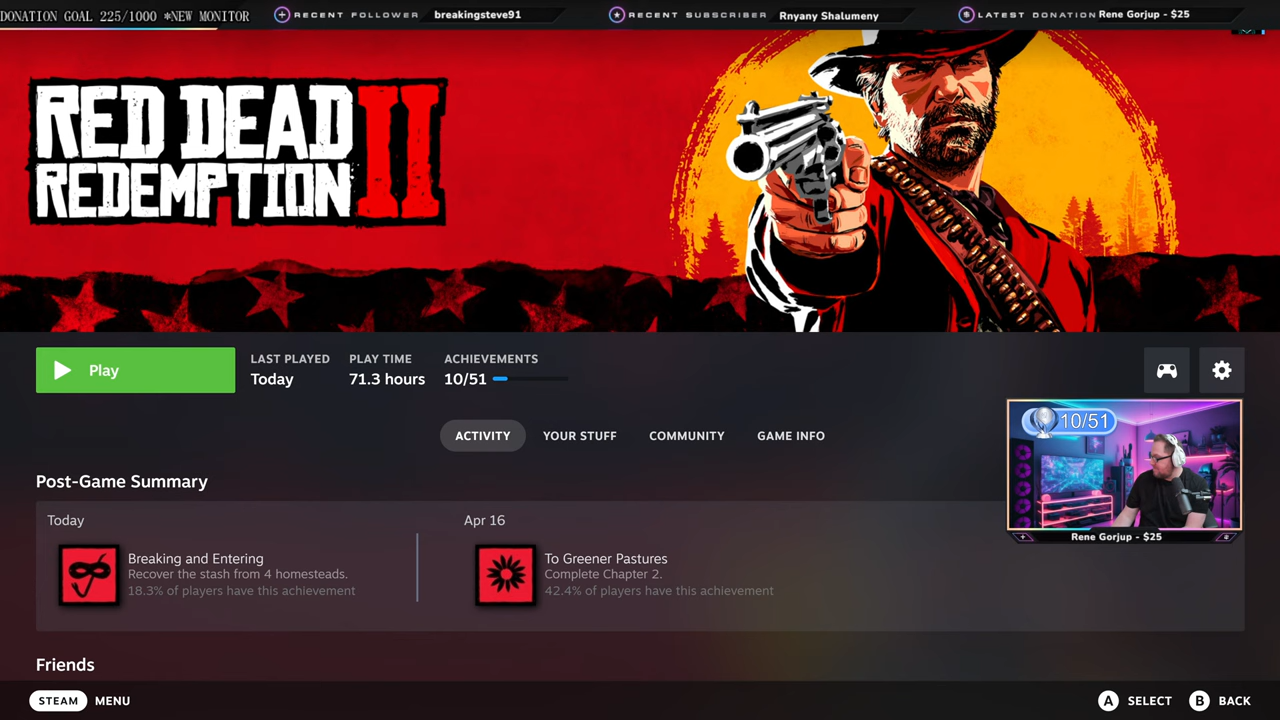 DONATION GOAL 225/1000 *NEW MONITOR
RECENT FOLLOWER breakingsteve91
RECENT SUBSCRIBER Rnyany Shalumeny
LATEST DONATION Rene Gorjup - $25
RED DEAD
REDEMPTION II
Play
LAST PLAYED
Today
PLAY TIME
71.3 hours
ACHIEVEMENTS
10/51
ACTIVITY
YOUR STUFF
COMMUNITY
GAME INFO
10/51
Rene Gorjup - $25
Post-Game Summary
Today
Breaking and Entering
Recover the stash from 4 homesteads.
18.3% of players have this achievement
Apr 16
To Greener Pastures
Complete Chapter 2.
42.4% of players have this achievement
Friends
STEAM MENU
A SELECT B BACK